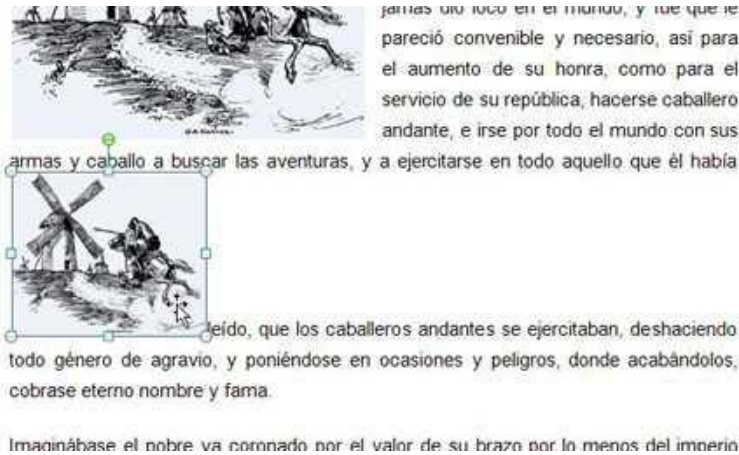 jamás dio loco en el mundo, y fue que le
pareció convenible y necesario, así para
el aumento de su honra, como para el
servicio de su república, hacerse caballero
andante, e irse por todo el mundo con sus
armas y caballo a buscar las aventuras, y a ejercitarse en todo aquello que él había
leído, que los caballeros andantes se ejercitaban, deshaciendo
todo género de agravio, y poniéndose en ocasiones y peligros, donde acabándolos,
cobrase eterno nombre y fama.
Imaginábase el pobre ya coronado por el valor de su brazo por lo menos del imperio